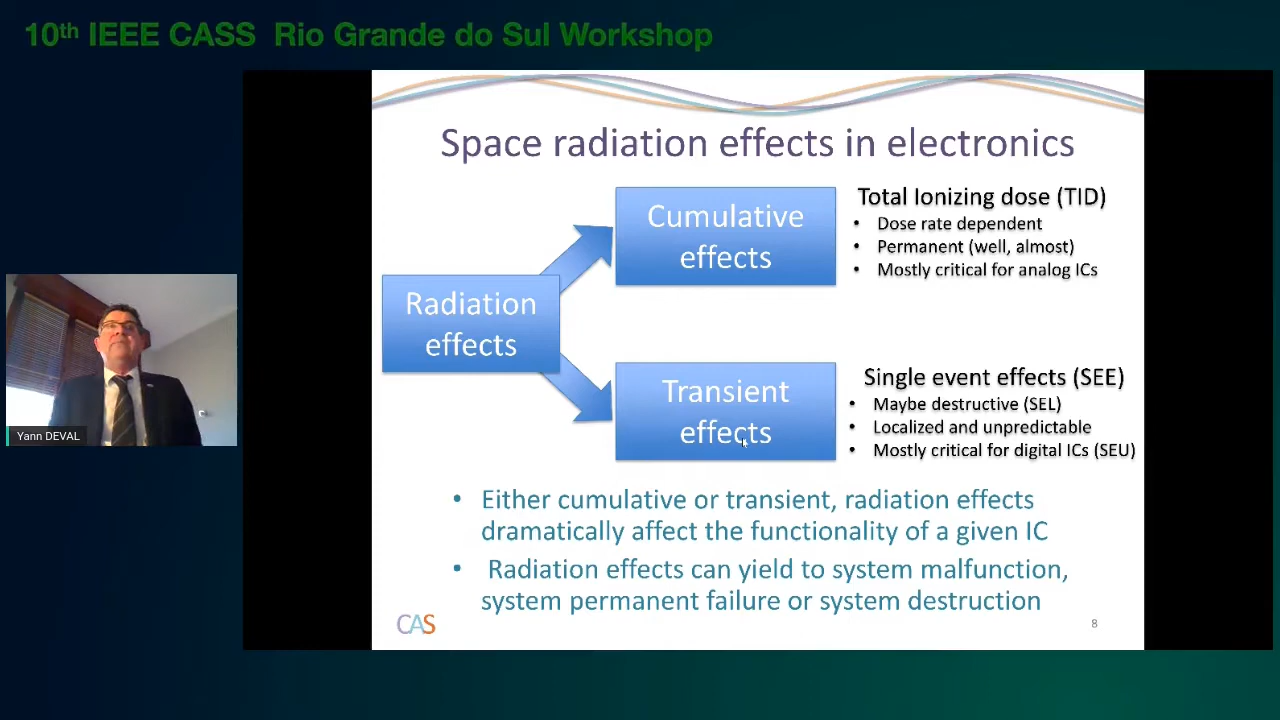 10th IEEE CASS Rio Grande do Sul Workshop
Space radiation effects in electronics
Radiation
effects
Cumulative
effects
Total Ionizing dose (TID)
• Dose rate dependent
• Permanent (well, almost)
• Mostly critical for analog ICs
Transient
effects
Single event effects (SEE)
• Maybe destructive (SEL)
• Localized and unpredictable
• Mostly critical for digital ICs (SEU)
• Either cumulative or transient, radiation effects
dramatically affect the functionality of a given IC
• Radiation effects can yield to system malfunction,
system permanent failure or system destruction
CAS
8
Yann DEVAL